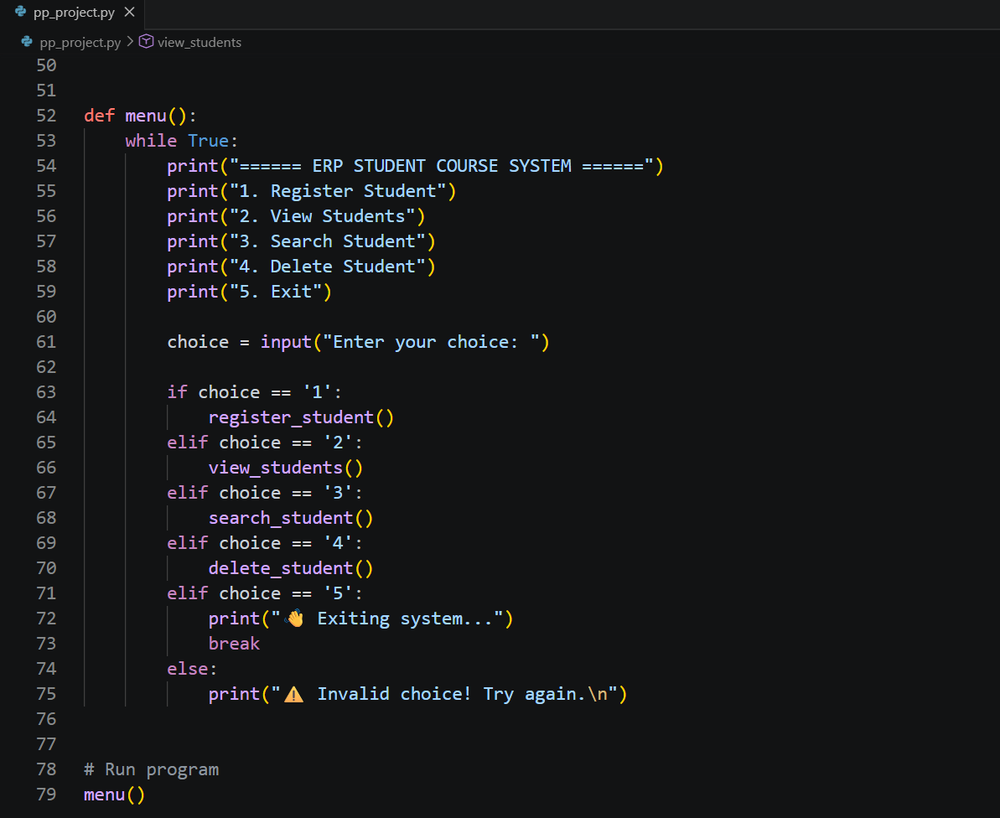 pp_project.py
pp_project.py > view_students
50
51
52 def menu():
53     while True:
54         print("====== ERP STUDENT COURSE SYSTEM ======")
55         print("1. Register Student")
56         print("2. View Students")
57         print("3. Search Student")
58         print("4. Delete Student")
59         print("5. Exit")
60
61         choice = input("Enter your choice: ")
62
63         if choice == '1':
64             register_student()
65         elif choice == '2':
66             view_students()
67         elif choice == '3':
68             search_student()
69         elif choice == '4':
70             delete_student()
71         elif choice == '5':
72             print("👋 Exiting system...")
73             break
74         else:
75             print("⚠️ Invalid choice! Try again.\n")
76
77
78 # Run program
79 menu()